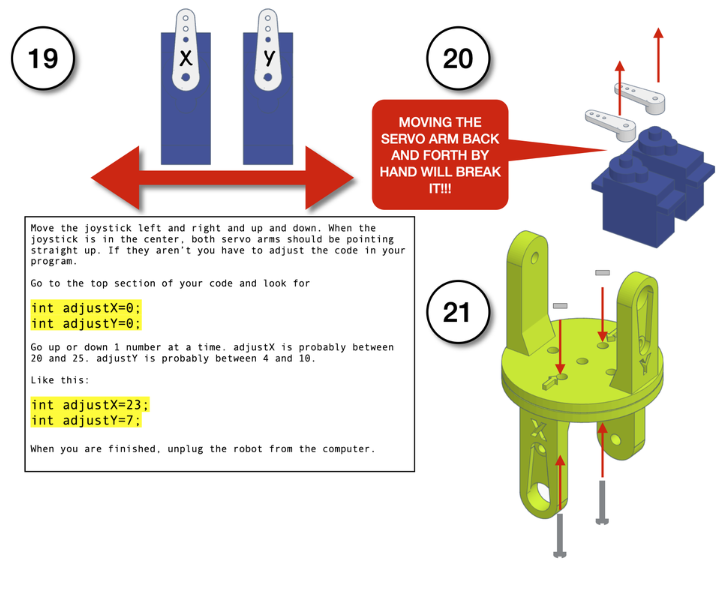 19
X
Y
20
MOVING THE
SERVO ARM BACK
AND FORTH BY
HAND WILL BREAK
IT!!!
Move the joystick left and right and up and down. When the
joystick is in the center, both servo arms should be pointing
straight up. If they aren't you have to adjust the code in your
program.
Go to the top section of your code and look for
int adjustX=0;
int adjustY=0;
Go up or down 1 number at a time. adjustX is probably between
20 and 25. adjustY is probably between 4 and 10.
Like this:
int adjustX=23;
int adjustY=7;
When you are finished, unplug the robot from the computer.
21
Y
X